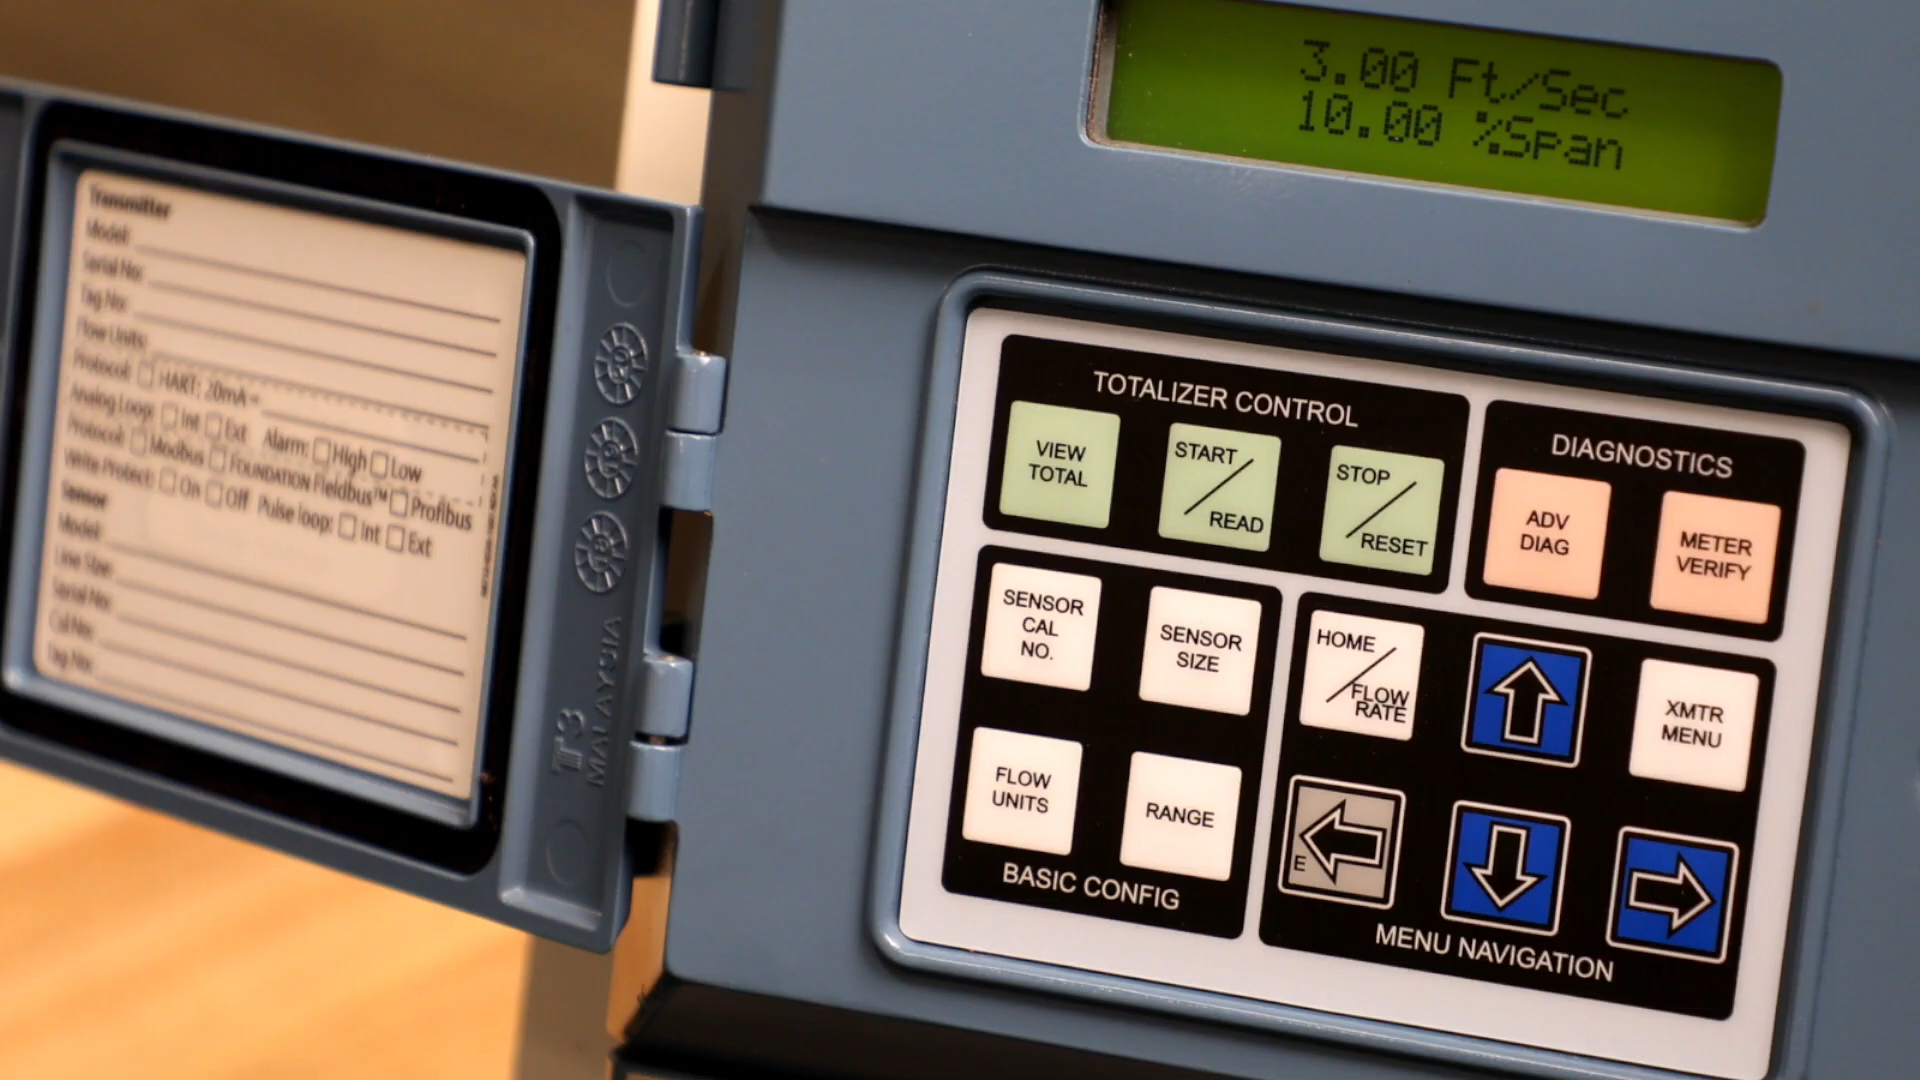 3.00 Ft/Sec
10.00 %Span
Transmitter
Model:
Serial No:
Tag No:
Flow Units:
Protocol: HART: 20mA =
Analog Loop: Int Ext Alarm: High Low
Protocol: Modbus FOUNDATION Fieldbus™ Profibus
Write Protect: On Off Pulse loop: Int Ext
Sensor
Model:
Line Size:
Serial No:
Cal No:
Tag No:
T3
MALAYSIA
TOTALIZER CONTROL
VIEW
TOTAL
START
READ
STOP
RESET
DIAGNOSTICS
ADV
DIAG
METER
VERIFY
SENSOR
CAL
NO.
SENSOR
SIZE
FLOW
UNITS
RANGE
BASIC CONFIG
HOME
FLOW
RATE
XMTR
MENU
E
MENU NAVIGATION